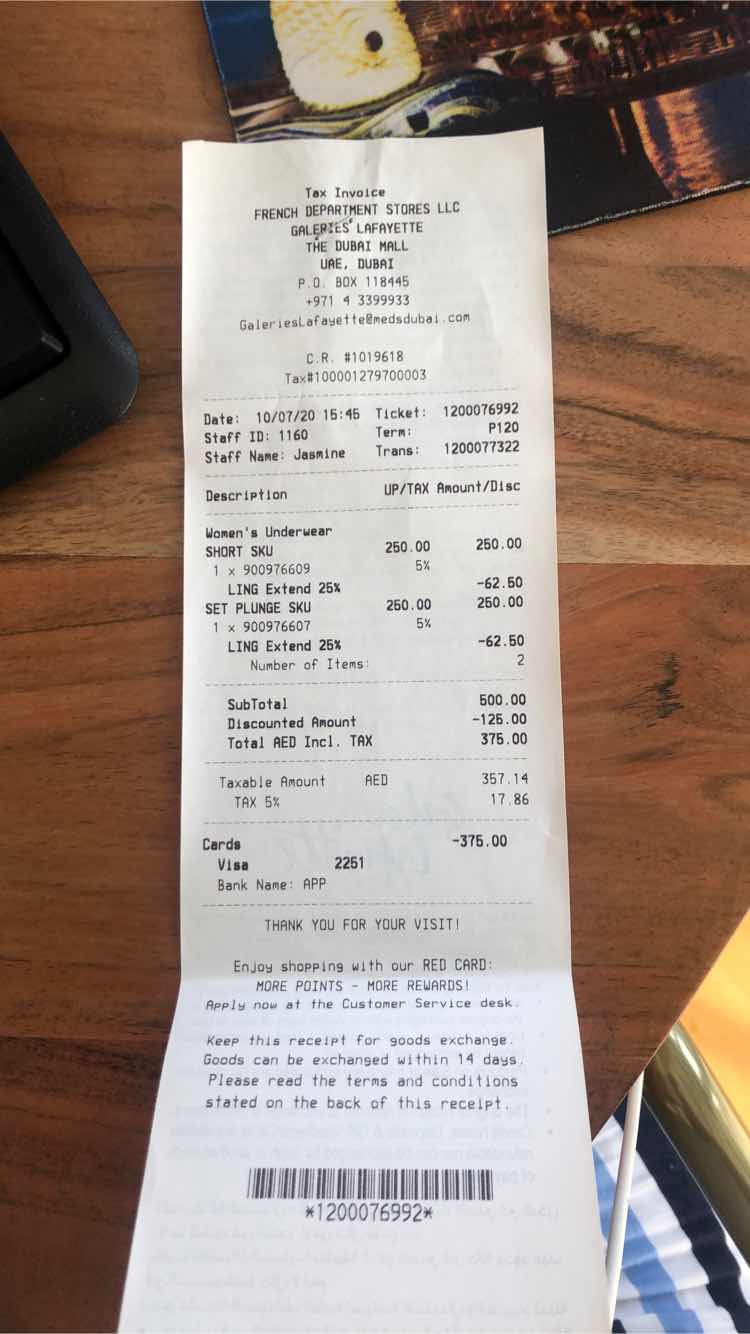 Tax Invoice
FRENCH DEPARTMENT STORES LLC
GALERIES LAFAYETTE
THE DUBAI MALL
UAE, DUBAI
P.O. BOX 118445
+971 4 3399933
GaleriesLafayette@medsdubai.com
C.R. #1019618
Tax#100001279700003
Date: 10/07/20 15:45 Ticket: 1200076992
Staff ID: 1160 Term: P120
Staff Name: Jasmine Trans: 1200077322
Description UP/TAX Amount/Disc
Women's Underwear
SHORT SKU 250.00 250.00
1 x 900976609 5%
LING Extend 25% -62.50
SET PLUNGE SKU 250.00 250.00
1 x 900976607 5%
LING Extend 25% -62.50
Number of Items: 2
SubTotal 500.00
Discounted Amount -125.00
Total AED Incl. TAX 375.00
Taxable Amount AED 357.14
TAX 5% 17.86
Cards -375.00
Visa 2251
Bank Name: APP
THANK YOU FOR YOUR VISIT!
Enjoy shopping with our RED CARD:
MORE POINTS - MORE REWARDS!
Apply now at the Customer Service desk.
Keep this receipt for goods exchange.
Goods can be exchanged within 14 days.
Please read the terms and conditions
stated on the back of this receipt.
*1200076992*